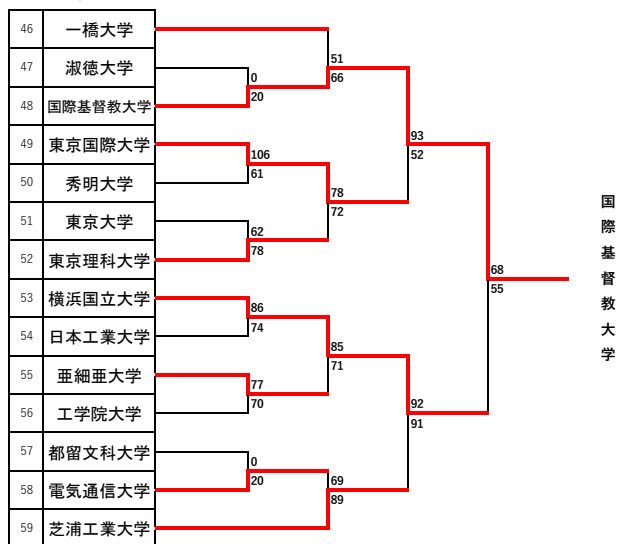 46 一橋大学
47 淑徳大学
48 国際基督教大学
49 東京国際大学
50 秀明大学
51 東京大学
52 東京理科大学
53 横浜国立大学
54 日本工業大学
55 亜細亜大学
56 工学院大学
57 都留文科大学
58 電気通信大学
59 芝浦工業大学
0
20
106
61
62
78
86
74
77
70
0
20
51
66
78
72
85
71
69
89
93
52
92
91
68
55
国際基督教大学